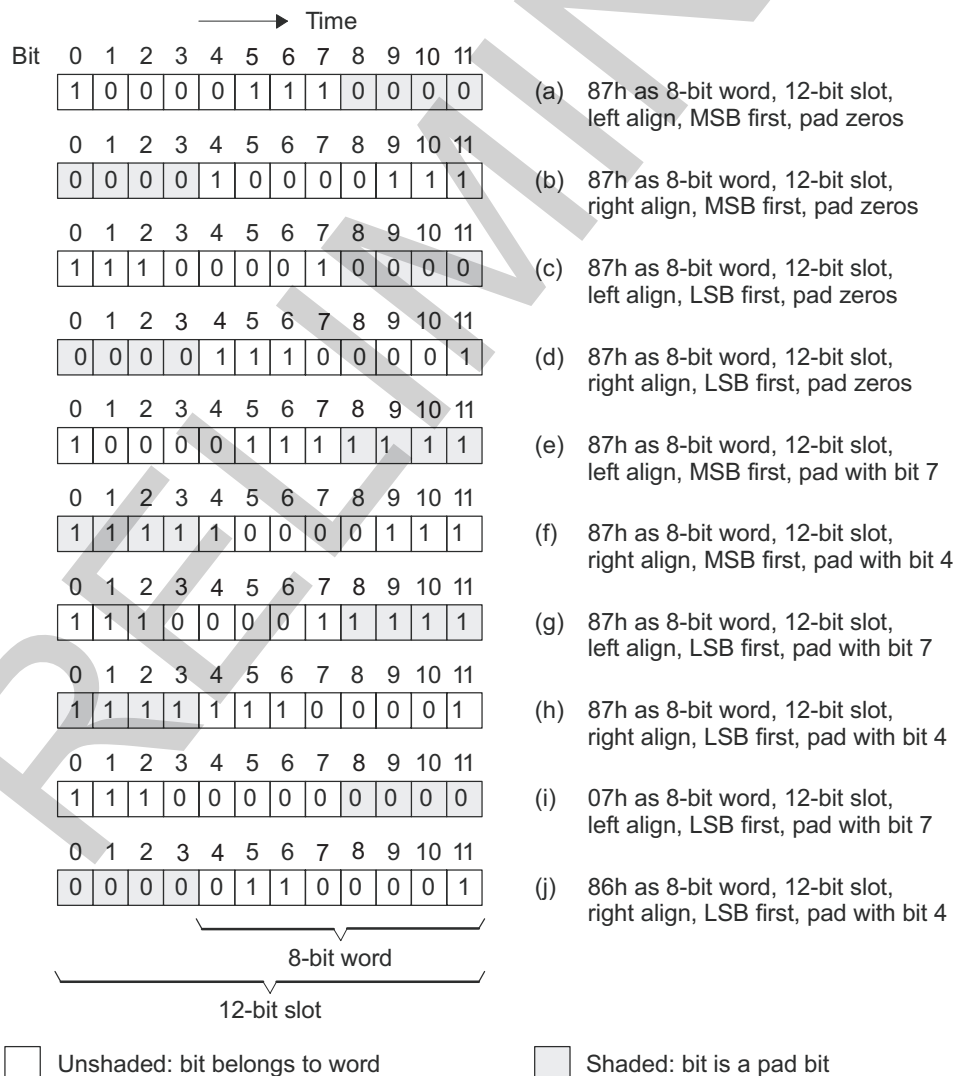 Time
Bit 0 1 2 3 4 5 6 7 8 9 10 11
1 0 0 0 0 1 1 1 0 0 0 0
(a) 87h as 8-bit word, 12-bit slot,
left align, MSB first, pad zeros
0 1 2 3 4 5 6 7 8 9 10 11
0 0 0 0 1 0 0 0 0 1 1 1
(b) 87h as 8-bit word, 12-bit slot,
right align, MSB first, pad zeros
0 1 2 3 4 5 6 7 8 9 10 11
1 1 1 0 0 0 0 1 0 0 0 0
(c) 87h as 8-bit word, 12-bit slot,
left align, LSB first, pad zeros
0 1 2 3 4 5 6 7 8 9 10 11
0 0 0 0 1 1 1 0 0 0 0 1
(d) 87h as 8-bit word, 12-bit slot,
right align, LSB first, pad zeros
0 1 2 3 4 5 6 7 8 9 10 11
1 0 0 0 0 1 1 1 1 1 1 1
(e) 87h as 8-bit word, 12-bit slot,
left align, MSB first, pad with bit 7
0 1 2 3 4 5 6 7 8 9 10 11
1 1 1 1 1 0 0 0 0 1 1 1
(f) 87h as 8-bit word, 12-bit slot,
right align, MSB first, pad with bit 4
0 1 2 3 4 5 6 7 8 9 10 11
1 1 1 0 0 0 0 1 1 1 1 1
(g) 87h as 8-bit word, 12-bit slot,
left align, LSB first, pad with bit 7
0 1 2 3 4 5 6 7 8 9 10 11
1 1 1 1 1 1 1 0 0 0 0 1
(h) 87h as 8-bit word, 12-bit slot,
right align, LSB first, pad with bit 4
0 1 2 3 4 5 6 7 8 9 10 11
1 1 1 0 0 0 0 0 0 0 0 0
(i) 07h as 8-bit word, 12-bit slot,
left align, LSB first, pad with bit 7
0 1 2 3 4 5 6 7 8 9 10 11
0 0 0 0 0 1 1 0 0 0 0 1
(j) 86h as 8-bit word, 12-bit slot,
right align, LSB first, pad with bit 4
8-bit word
12-bit slot
Unshaded: bit belongs to word
Shaded: bit is a pad bit